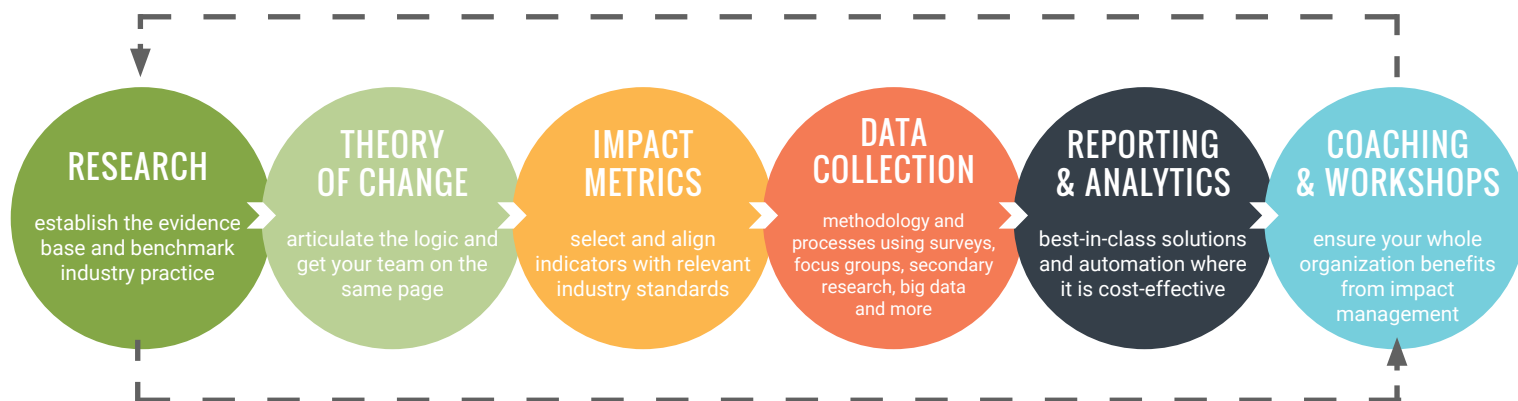 RESEARCH
establish the evidence
base and benchmark
industry practice
THEORY
OF CHANGE
articulate the logic and
get your team on the
same page
IMPACT
METRICS
select and align
indicators with relevant
industry standards
DATA
COLLECTION
methodology and
processes using surveys,
focus groups, secondary
research, big data
and more
REPORTING
& ANALYTICS
best-in-class solutions
and automation where
it is cost-effective
COACHING
& WORKSHOPS
ensure your whole
organization benefits
from impact
management